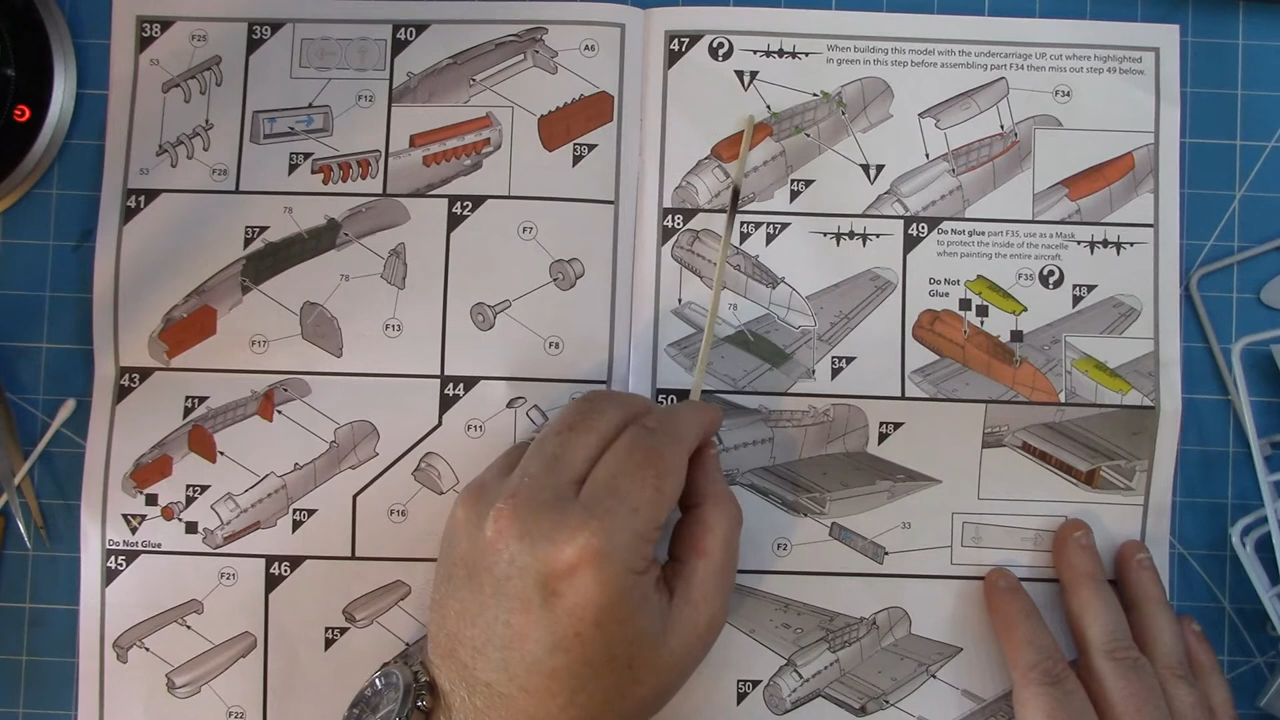 38
F25
53
53
F28
39
F12
38
40
A6
39
41
78
37
78
F13
F17
42
F7
F8
43
41
42
Do Not Glue
40
44
F11
F16
45
F21
F22
46
45
47
?
When building this model with the undercarriage UP, cut where highlighted
in green in this step before assembling part F34 then miss out step 49 below.
F34
46
48
46
47
78
34
49
Do Not glue part F35, use as a Mask
to protect the inside of the nacelle
when painting the entire aircraft.
F35
?
Do Not
Glue
48
50
48
33
F2
50